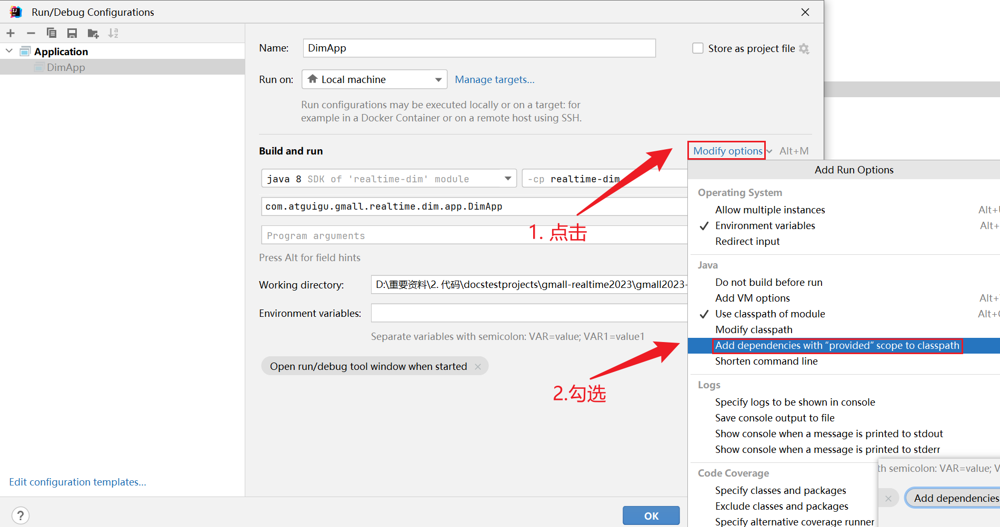 Run/Debug Configurations
Application
DimApp
Edit configuration templates...
Name:
DimApp
Store as project file
Run on:
Local machine
Manage targets...
Run configurations may be executed locally or on a target: for
example in a Docker Container or on a remote host using SSH.
Build and run
Modify options
Alt+M
java 8 SDK of 'realtime-dim' module
-cp realtime-dim
com.atguigu.gmall.realtime.dim.app.DimApp
1. 点击
Program arguments
Press Alt for field hints
Working directory:
D:\重要资料\2. 代码\docstestprojects\gmall-realtime2023\gmall2023-
Environment variables:
Separate variables with semicolon: VAR=value; VAR1=value1
Open run/debug tool window when started
2.勾选
OK
?
Add Run Options
Operating System
Allow multiple instances
Alt+U
Environment variables
Alt+
Redirect input
Java
Do not build before run
Add VM options
Alt+
Use classpath of module
Alt+
Modify classpath
Add dependencies with “provided” scope to classpath
Shorten command line
Logs
Specify logs to be shown in console
Save console output to file
Show console when a message is printed to stdout
Show console when a message is printed to stderr
Code Coverage
Specify classes and packages
Exclude classes and packages
Specify alternative coverage runner
th semicolon: VAR=value; V
Add dependencies